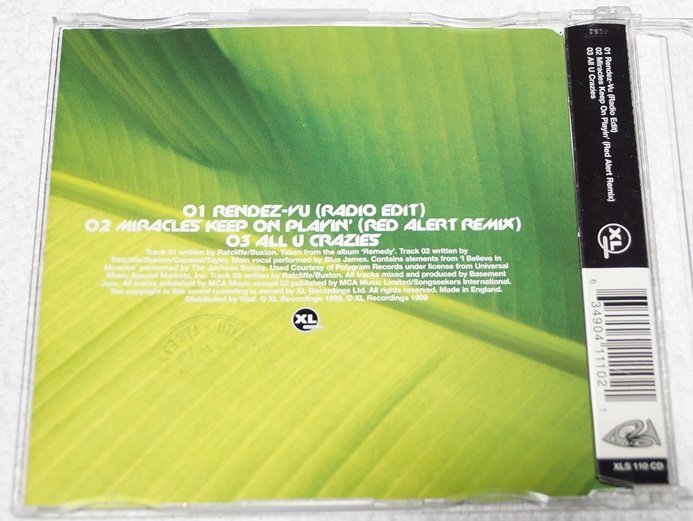 01 RENDEZ-VU (RADIO EDIT)
02 MIRACLES KEEP ON PLAYIN' (RED ALERT REMIX)
03 ALL U CRAZIES
Track 01 written by Ratcliffe/Buxton. Taken from the album 'Remedy'. Track 02 written by
Ratcliffe/Buxton/Capanni/Taylor. Main vocal performed by Blue James. Contains elements from 'I Believe In
Miracles' performed by The Jackson Sisters. Used Courtesy of Polygram Records under license from Universal
Music Special Markets, Inc. Track 03 written by Ratcliffe/Buxton. All tracks mixed and produced by Basement
Jaxx. All tracks published by MCA Music except 02 published by MCA Music Limited/Songseekers International.
The copyright in this sound recording is owned by XL Recordings Ltd. All rights reserved. Made in England.
Distributed by Vital. ℗ XL Recordings 1999. © XL Recordings 1999
XL
01 Rendez-Vu (Radio Edit)
02 Miracles Keep On Playin' (Red Alert Remix)
03 All U Crazies
XL
6 34904 11102 1
XLS 110 CD